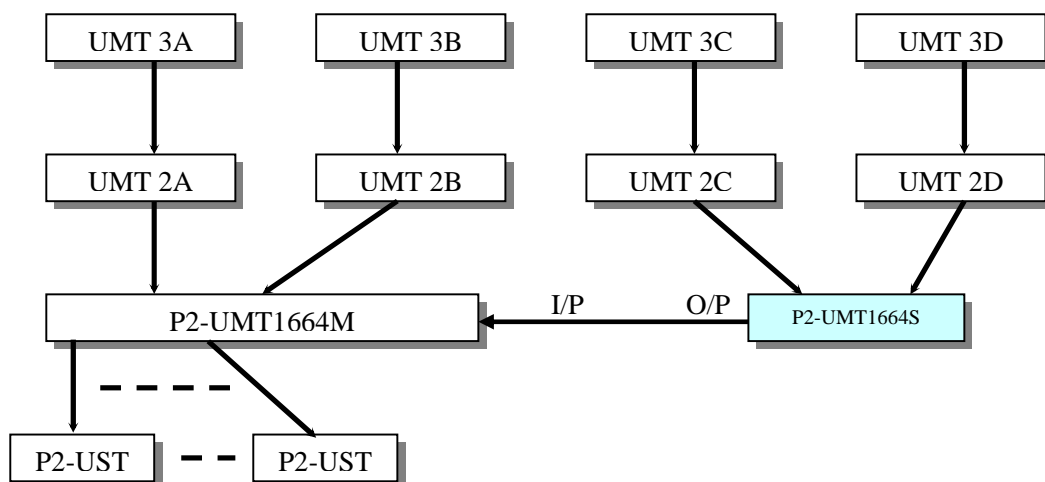 UMT 3A
UMT 3B
UMT 3C
UMT 3D
UMT 2A
UMT 2B
UMT 2C
UMT 2D
P2-UMT1664M
I/P
O/P
P2-UMT1664S
P2-UST
P2-UST